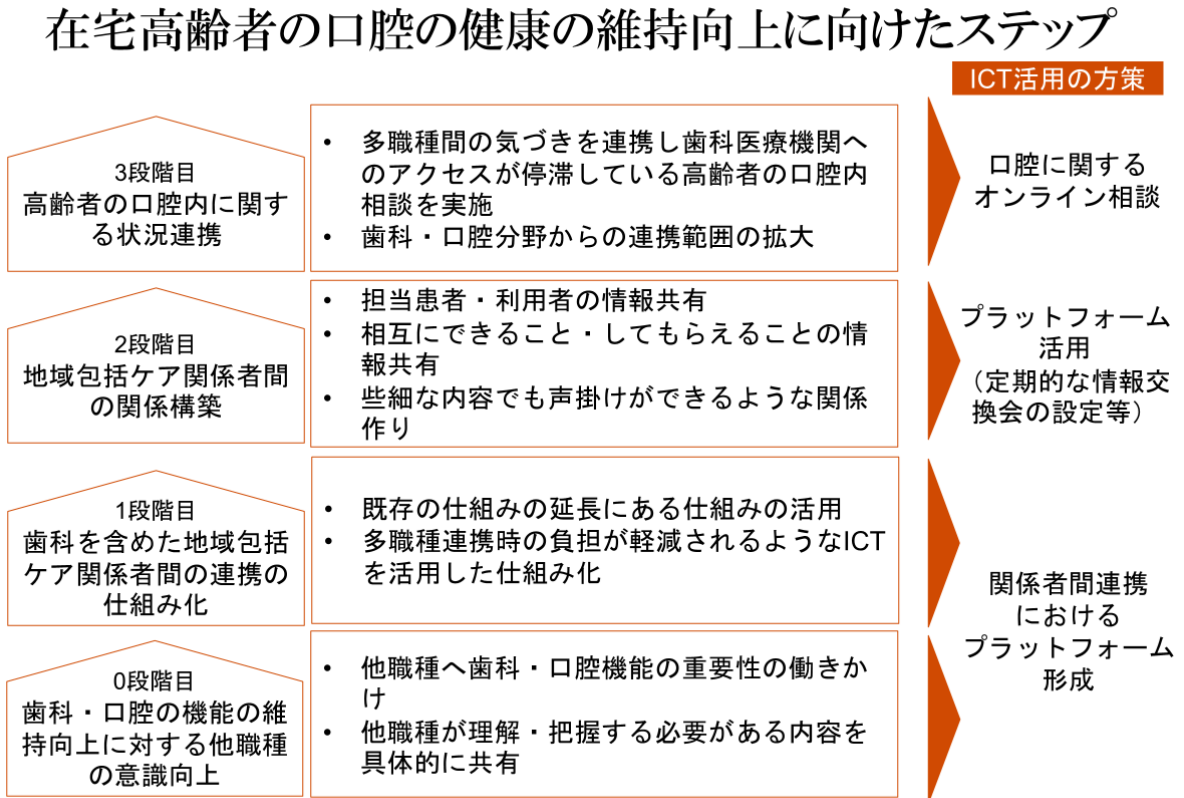 在宅高齢者の口腔の健康の維持向上に向けたステップ
ICT活用の方策
3段階目
高齢者の口腔内に関す
る状況連携
• 多職種間の気づきを連携し歯科医療機関へ
のアクセスが停滞している高齢者の口腔内
相談を実施
• 歯科・口腔分野からの連携範囲の拡大
口腔に関する
オンライン相談
2段階目
地域包括ケア関係者間
の関係構築
• 担当患者・利用者の情報共有
• 相互にできること・してもらえることの情
報共有
• 些細な内容でも声掛けができるような関係
作り
プラットフォーム
活用
（定期的な情報交
換会の設定等）
1段階目
歯科を含めた地域包括
ケア関係者間の連携の
仕組み化
• 既存の仕組みの延長にある仕組みの活用
• 多職種連携時の負担が軽減されるようなICT
を活用した仕組み化
0段階目
歯科・口腔の機能の維
持向上に対する他職種
の意識向上
• 他職種へ歯科・口腔機能の重要性の働きか
け
• 他職種が理解・把握する必要がある内容を
具体的に共有
関係者間連携
における
プラットフォーム
形成